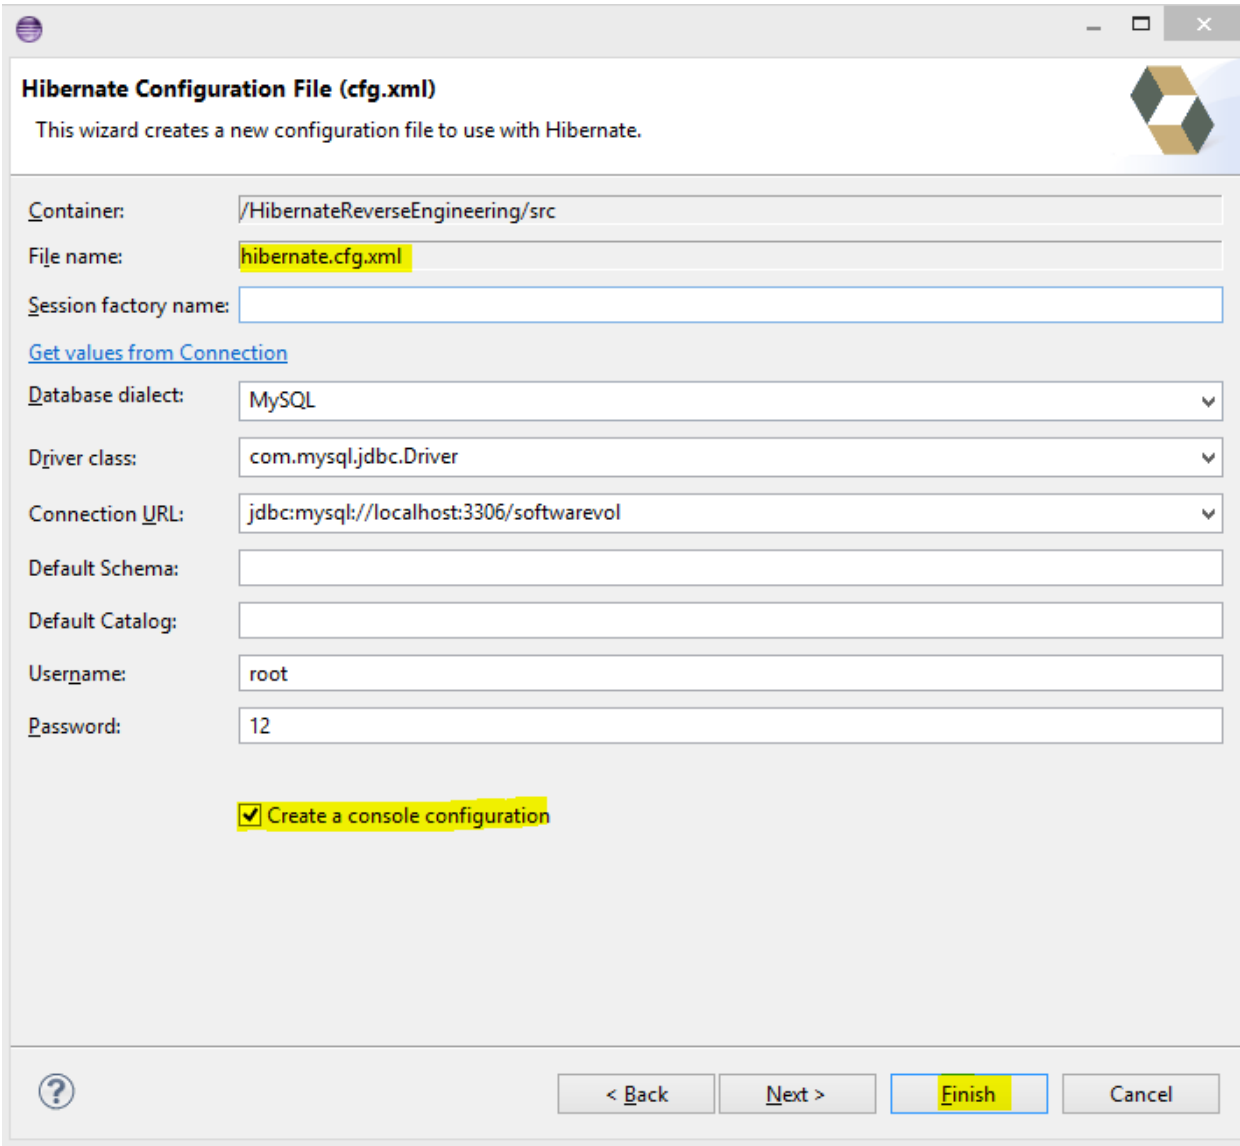 Hibernate Configuration File (cfg.xml)
This wizard creates a new configuration file to use with Hibernate.
Container: /HibernateReverseEngineering/src
File name: hibernate.cfg.xml
Session factory name:
Get values from Connection
Database dialect: MySQL
Driver class: com.mysql.jdbc.Driver
Connection URL: jdbc:mysql://localhost:3306/softwarevol
Default Schema:
Default Catalog:
Username: root
Password: 12
Create a console configuration
? < Back Next > Finish Cancel